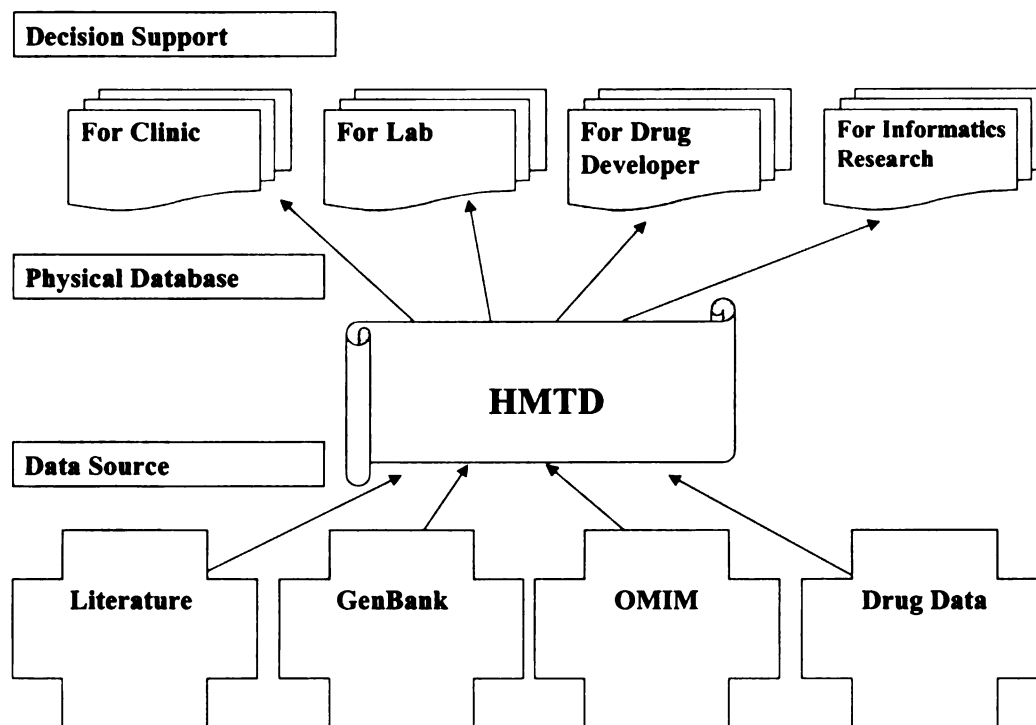 Decision Support
For Clinic
For Lab
For Drug
Developer
For Informatics
Research
Physical Database
HMTD
Data Source
Literature
GenBank
OMIM
Drug Data